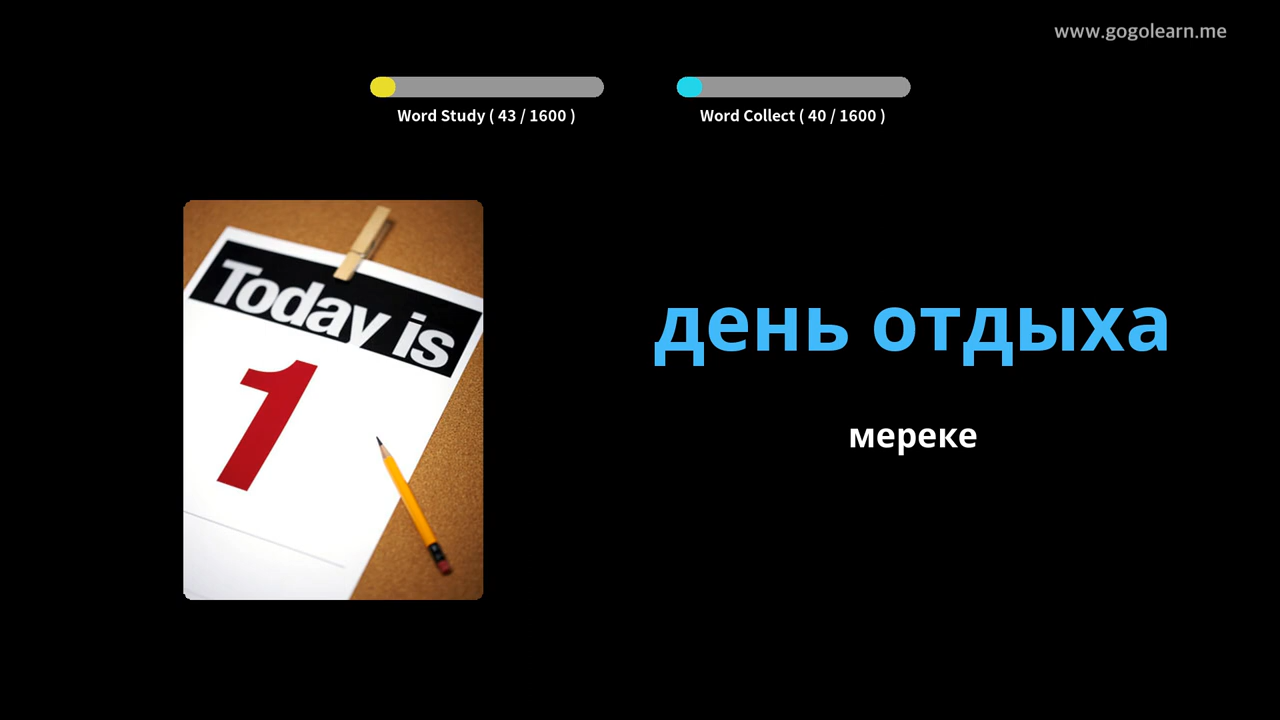 www.gogolearn.me
Word Study ( 43 / 1600 )
Word Collect ( 40 / 1600 )
Today is
1
день отдыха
мереке